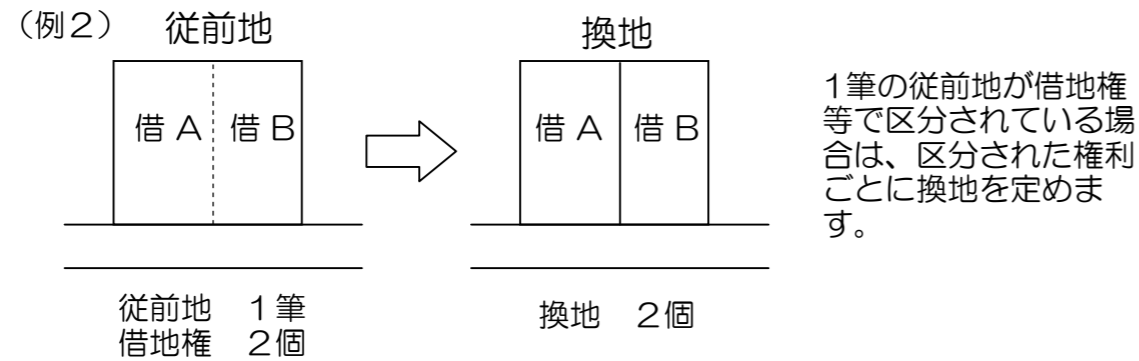 (例2) 従前地
換地
借 A 借 B
借 A 借 B
1筆の従前地が借地権
等で区分されている場
合は、区分された権利
ごとに換地を定めま
す。
従前地 1筆
借地権 2個
換地 2個